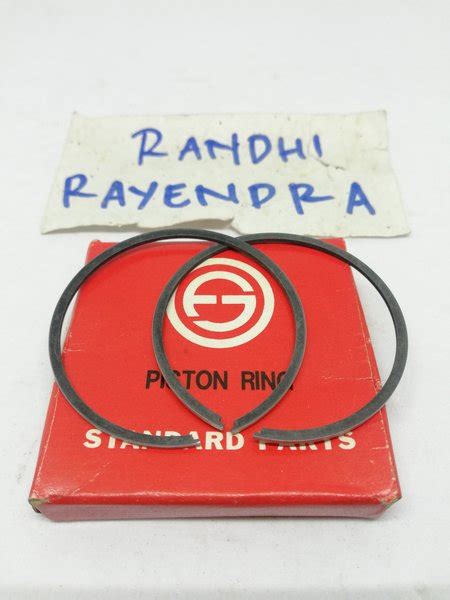 RANDHI
RAYENDRA
PISTON RING
STANDARD PARTS